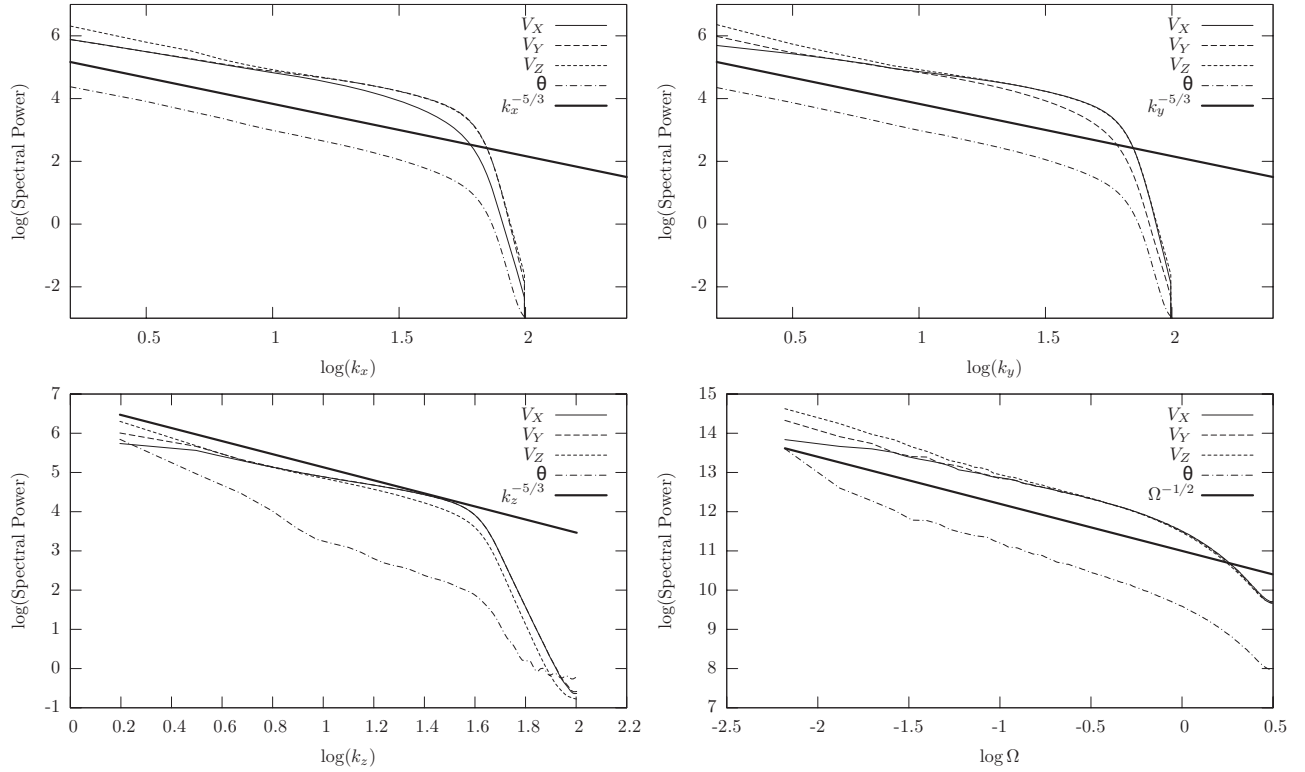 6
4
2
0
-2
0.5 1 1.5 2
log(Spectral Power)
log(k_x)
V_X
V_Y
V_Z
θ
k_x^{-5/3}
6
4
2
0
-2
0.5 1 1.5 2
log(Spectral Power)
log(k_y)
V_X
V_Y
V_Z
θ
k_y^{-5/3}
7
6
5
4
3
2
1
0
-1
0 0.2 0.4 0.6 0.8 1 1.2 1.4 1.6 1.8 2 2.2
log(Spectral Power)
log(k_z)
V_X
V_Y
V_Z
θ
k_z^{-5/3}
15
14
13
12
11
10
9
8
7
-2.5 -2 -1.5 -1 -0.5 0 0.5
log(Spectral Power)
log Ω
V_X
V_Y
V_Z
θ
Ω^{-1/2}